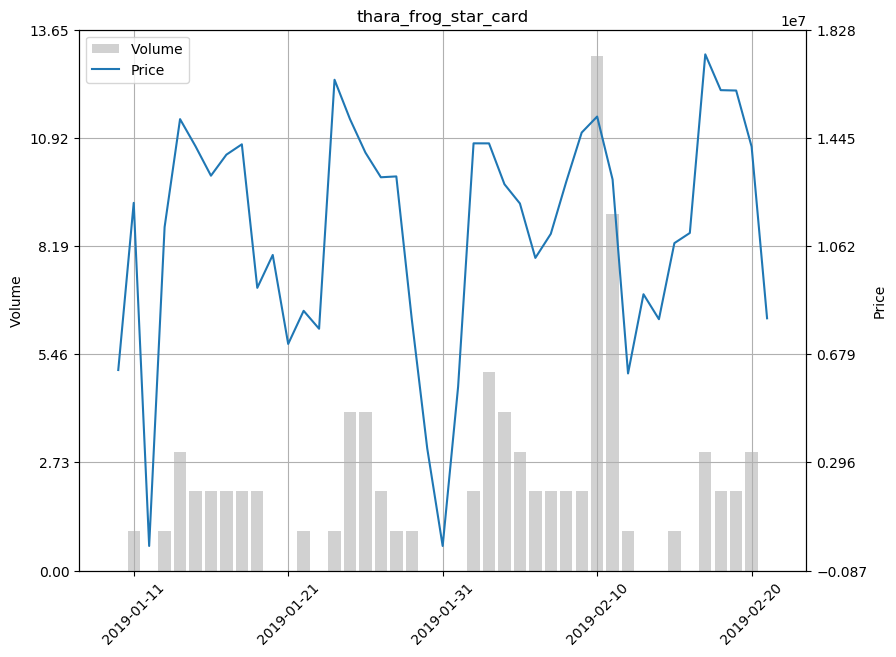 thara_frog_star_card
1e7
Volume
Price
13.65
10.92
8.19
5.46
2.73
0.00
Volume
1.828
1.445
1.062
0.679
0.296
−0.087
Price
2019-01-11
2019-01-21
2019-01-31
2019-02-10
2019-02-20